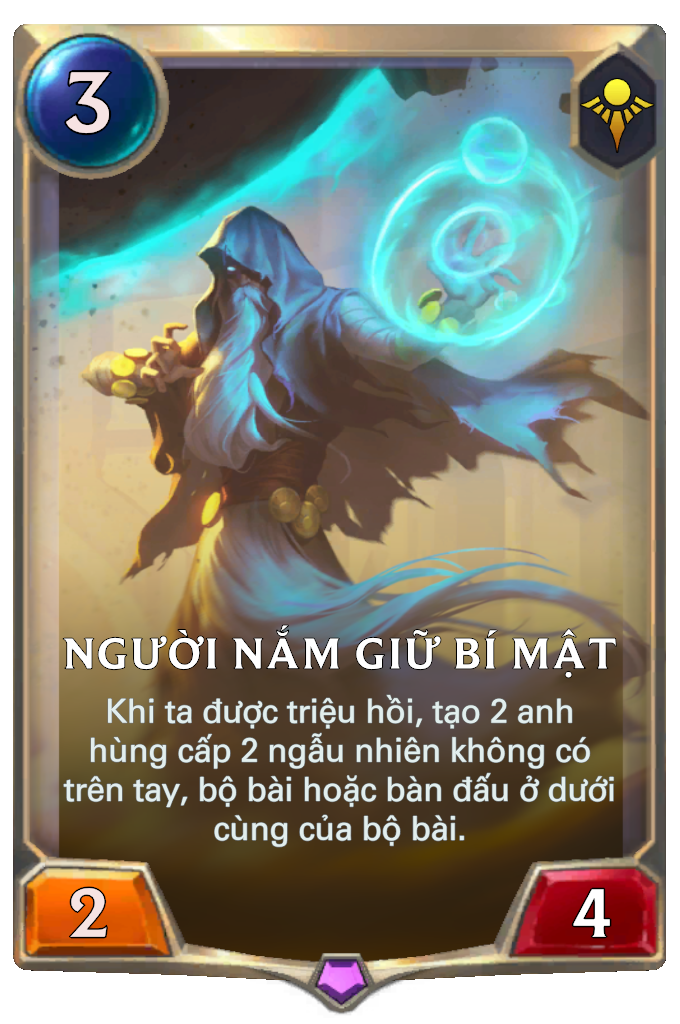 3
NGƯỜI NẮM GIỮ BÍ MẬT
Khi ta được triệu hồi, tạo 2 anh
hùng cấp 2 ngẫu nhiên không có
trên tay, bộ bài hoặc bàn đấu ở dưới
cùng của bộ bài.
2
4